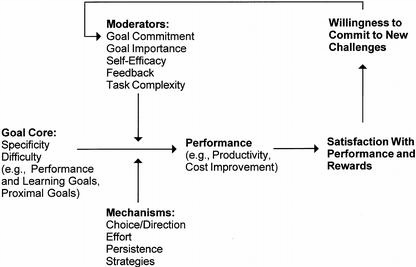 Moderators:
Goal Commitment
Goal Importance
Self-Efficacy
Feedback
Task Complexity
Willingness to
Commit to New
Challenges
Goal Core:
Specificity
Difficulty
(e.g., Performance
and Learning Goals,
Proximal Goals)
Performance
(e.g., Productivity,
Cost Improvement)
Satisfaction With
Performance and
Rewards
Mechanisms:
Choice/Direction
Effort
Persistence
Strategies